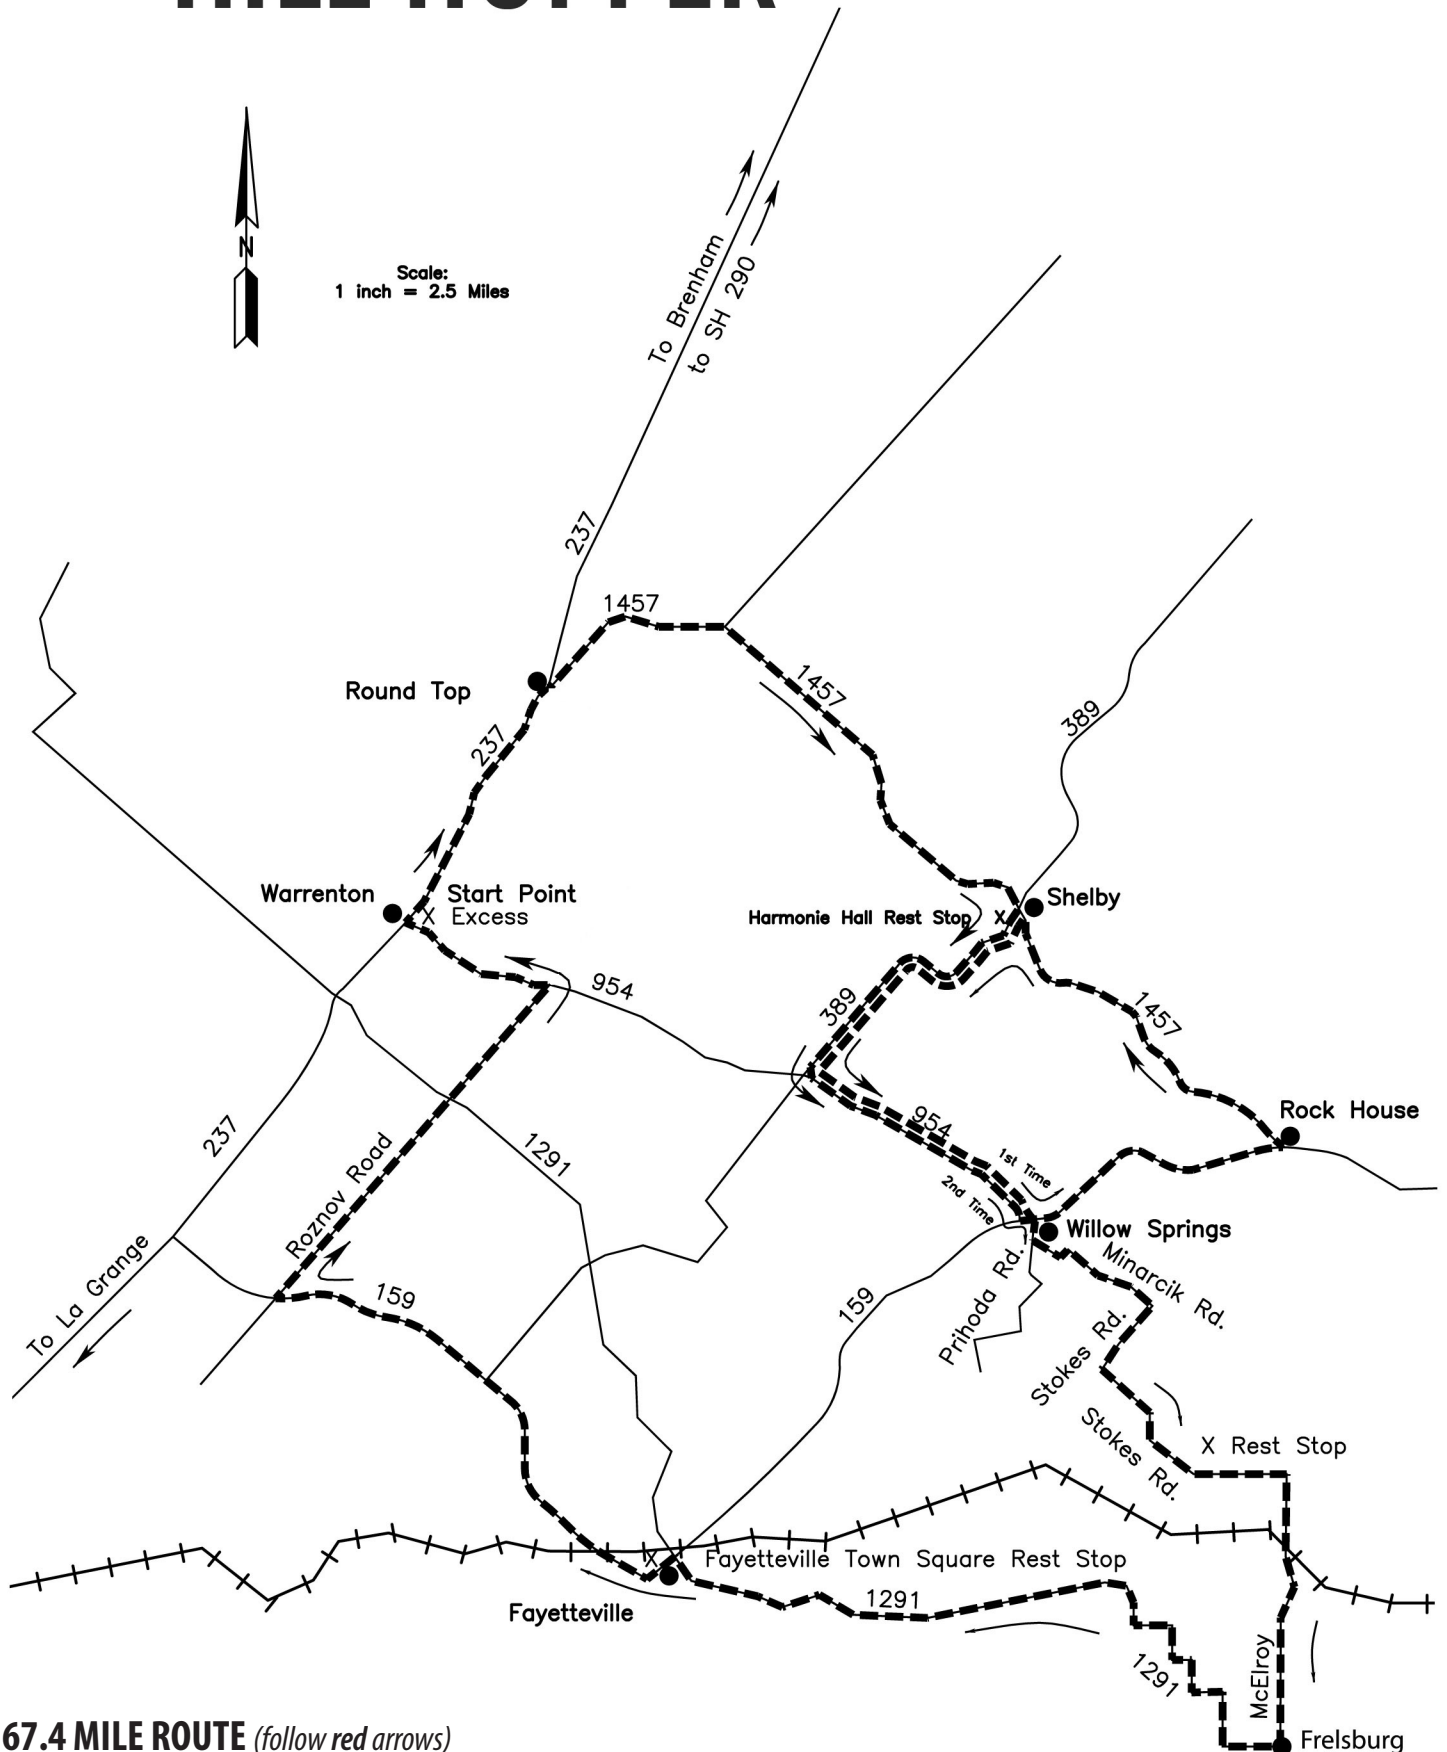 HILL HOPPER
N
Scale:
1 inch = 2.5 Miles
To Brenham
to SH 290
237
1457
Round Top
1457
237
389
Warrenton
Start Point
X Excess
Shelby
Harmonie Hall Rest Stop X
954
389
1457
954
Rock House
237
1291
Roznov Road
1st Time
2nd Time
Willow Springs
Minarcik Rd.
To La Grange
159
159
Prihoda Rd.
Stokes Rd.
Stokes Rd.
X Rest Stop
X
Fayetteville Town Square Rest Stop
Fayetteville
1291
1291
McElroy
Frelsburg
67.4 MILE ROUTE (follow red arrows)